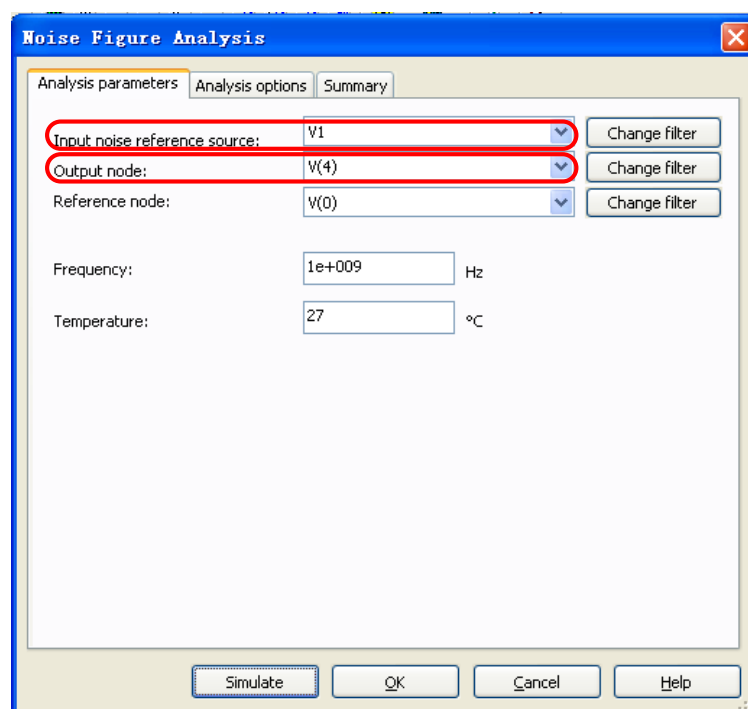 Noise Figure Analysis
Analysis parameters Analysis options Summary
Input noise reference source: V1 Change filter
Output node: V(4) Change filter
Reference node: V(0) Change filter
Frequency: 1e+009 Hz
Temperature: 27 °C
Simulate OK Cancel Help